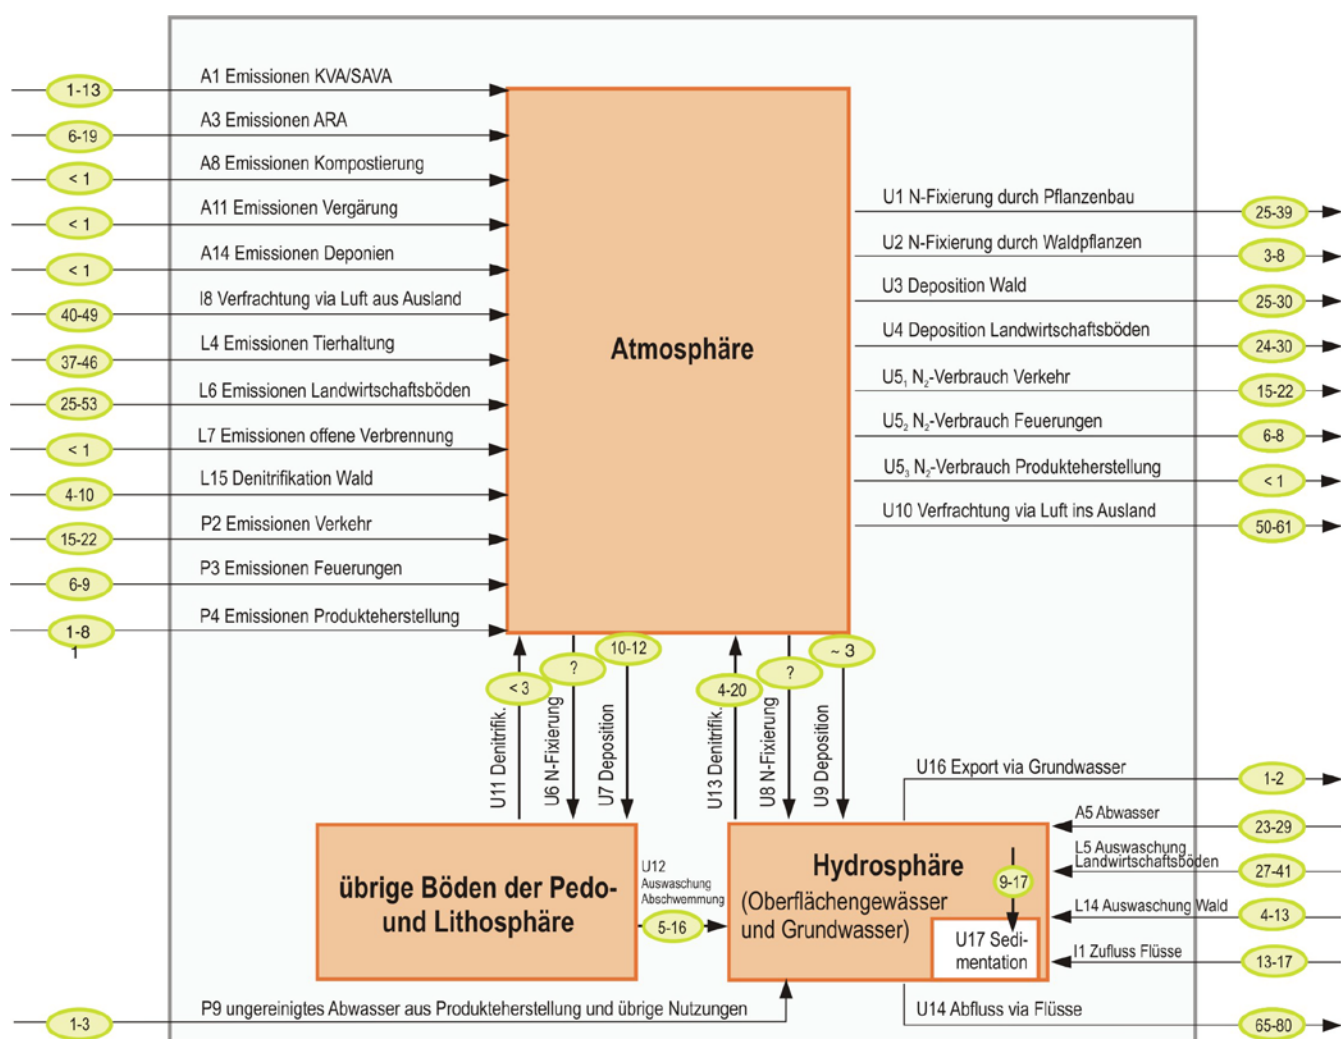 A1 Emissionen KVA/SAVA
1-13
A3 Emissionen ARA
6-19
A8 Emissionen Kompostierung
< 1
A11 Emissionen Vergärung
< 1
A14 Emissionen Deponien
< 1
I8 Verfrachtung via Luft aus Ausland
40-49
L4 Emissionen Tierhaltung
37-46
L6 Emissionen Landwirtschaftsböden
25-53
L7 Emissionen offene Verbrennung
< 1
L15 Denitrifikation Wald
4-10
P2 Emissionen Verkehr
15-22
P3 Emissionen Feuerungen
6-9
P4 Emissionen Produkteherstellung
1-8
1
Atmosphäre
U1 N-Fixierung durch Pflanzenbau
25-39
U2 N-Fixierung durch Waldpflanzen
3-8
U3 Deposition Wald
25-30
U4 Deposition Landwirtschaftsböden
24-30
U5₁ N₂-Verbrauch Verkehr
15-22
U5₂ N₂-Verbrauch Feuerungen
6-8
U5₃ N₂-Verbrauch Produkteherstellung
< 1
U10 Verfrachtung via Luft ins Ausland
50-61
< 3
U11 Denitrifik.
?
U6 N-Fixierung
10-12
U7 Deposition
4-20
U13 Denitrifik.
?
U8 N-Fixierung
~ 3
U9 Deposition
übrige Böden der Pedo-
und Lithosphäre
U12
Auswaschung
Abschwemmung
5-16
Hydrosphäre
(Oberflächengewässer
und Grundwasser)
9-17
U17 Sedi-
mentation
U16 Export via Grundwasser
1-2
A5 Abwasser
23-29
L5 Auswaschung
Landwirtschaftsböden
27-41
L14 Auswaschung Wald
4-13
I1 Zufluss Flüsse
13-17
P9 ungereinigtes Abwasser aus Produkteherstellung und übrige Nutzungen
1-3
U14 Abfluss via Flüsse
65-80